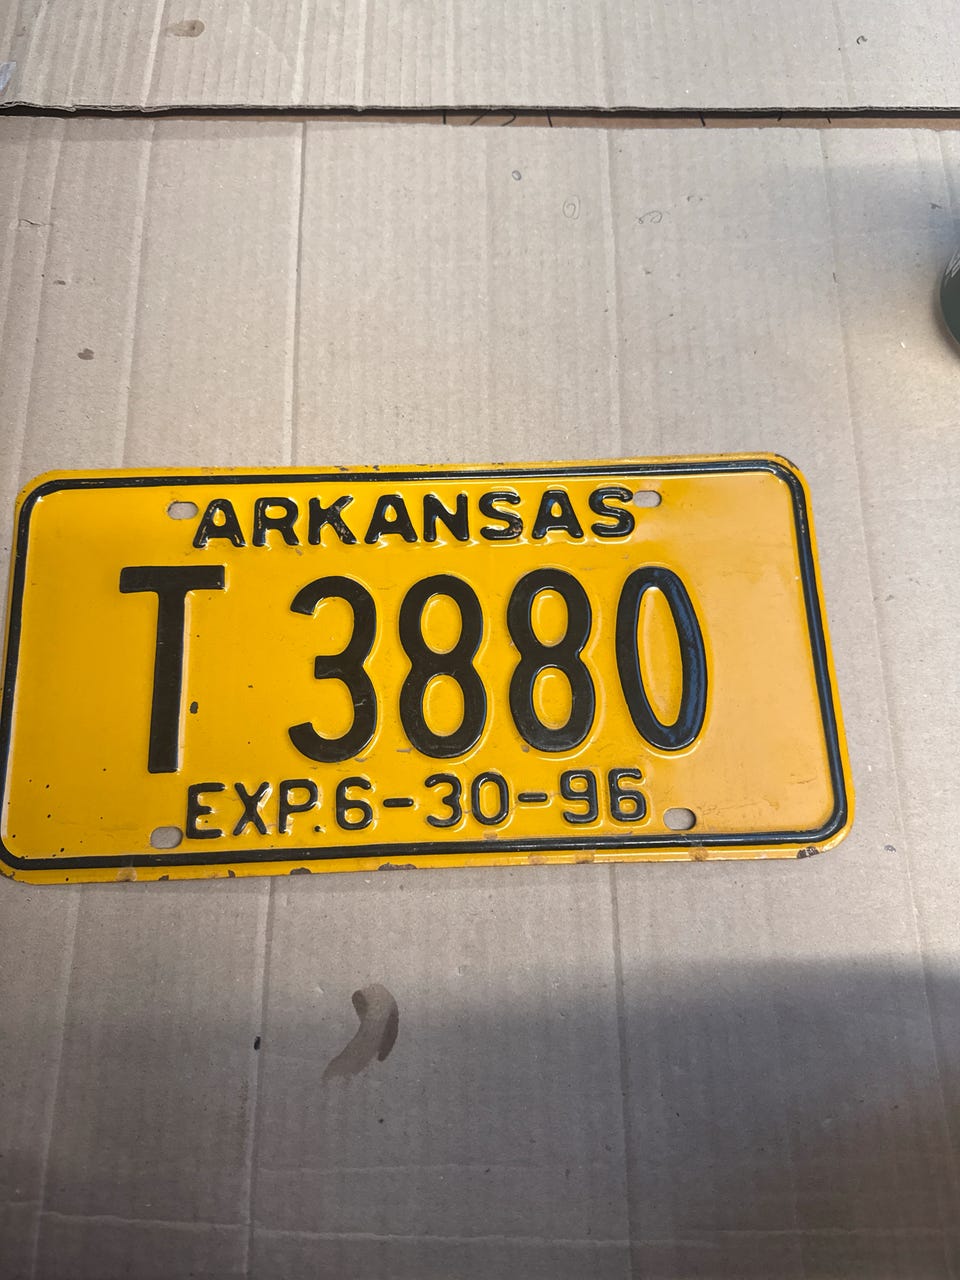 ARKANSAS
T 3880
EXP. 6-30-96